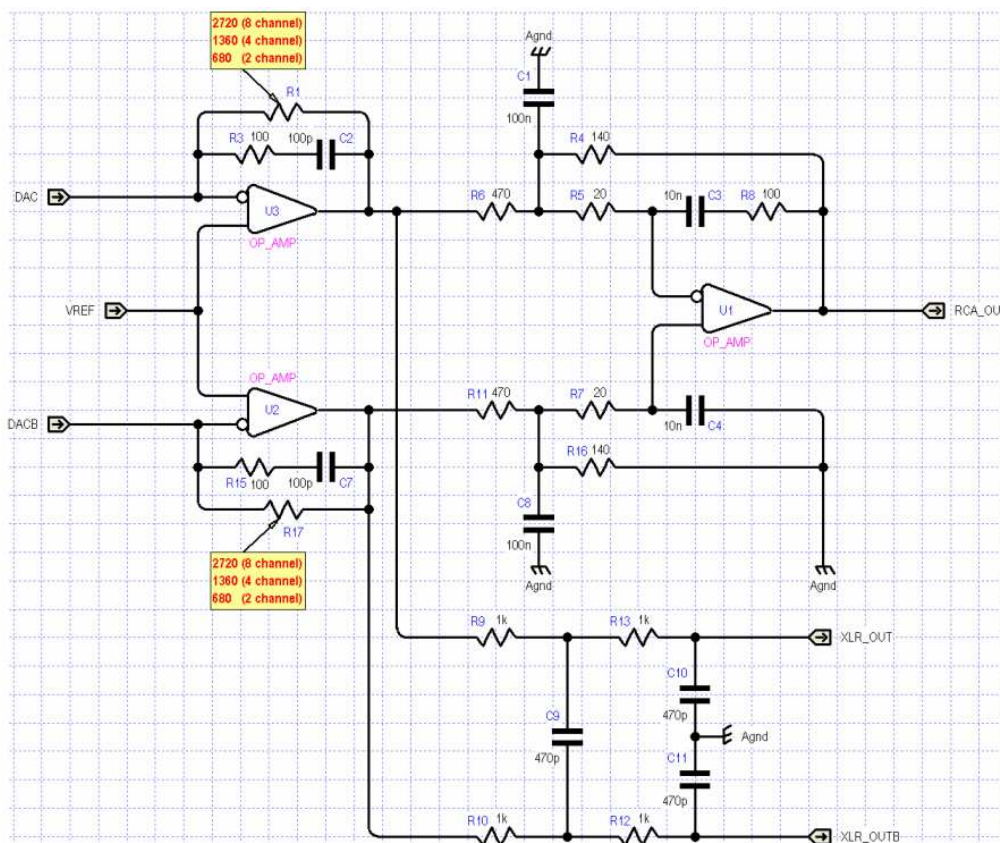 2720 (8 channel)
1360 (4 channel)
680 (2 channel)
Agnd
R1
C1
100n
R3 100
100p C2
R4 140
DAC
U3
OP_AMP
R6 470
R5 20
10n C3
R8 100
VREF
U1
OP_AMP
RCA_OU
OP_AMP
U2
DACB
R11 470
R7 20
10n C4
R15 100
100p C7
R16 140
R17
C8
100n
2720 (8 channel)
1360 (4 channel)
680 (2 channel)
Agnd
Agnd
R9 1k
R13 1k
XLR_OUT
C10
470p
C9
470p
Agnd
C11
470p
R10 1k
R12 1k
XLR_OUTB